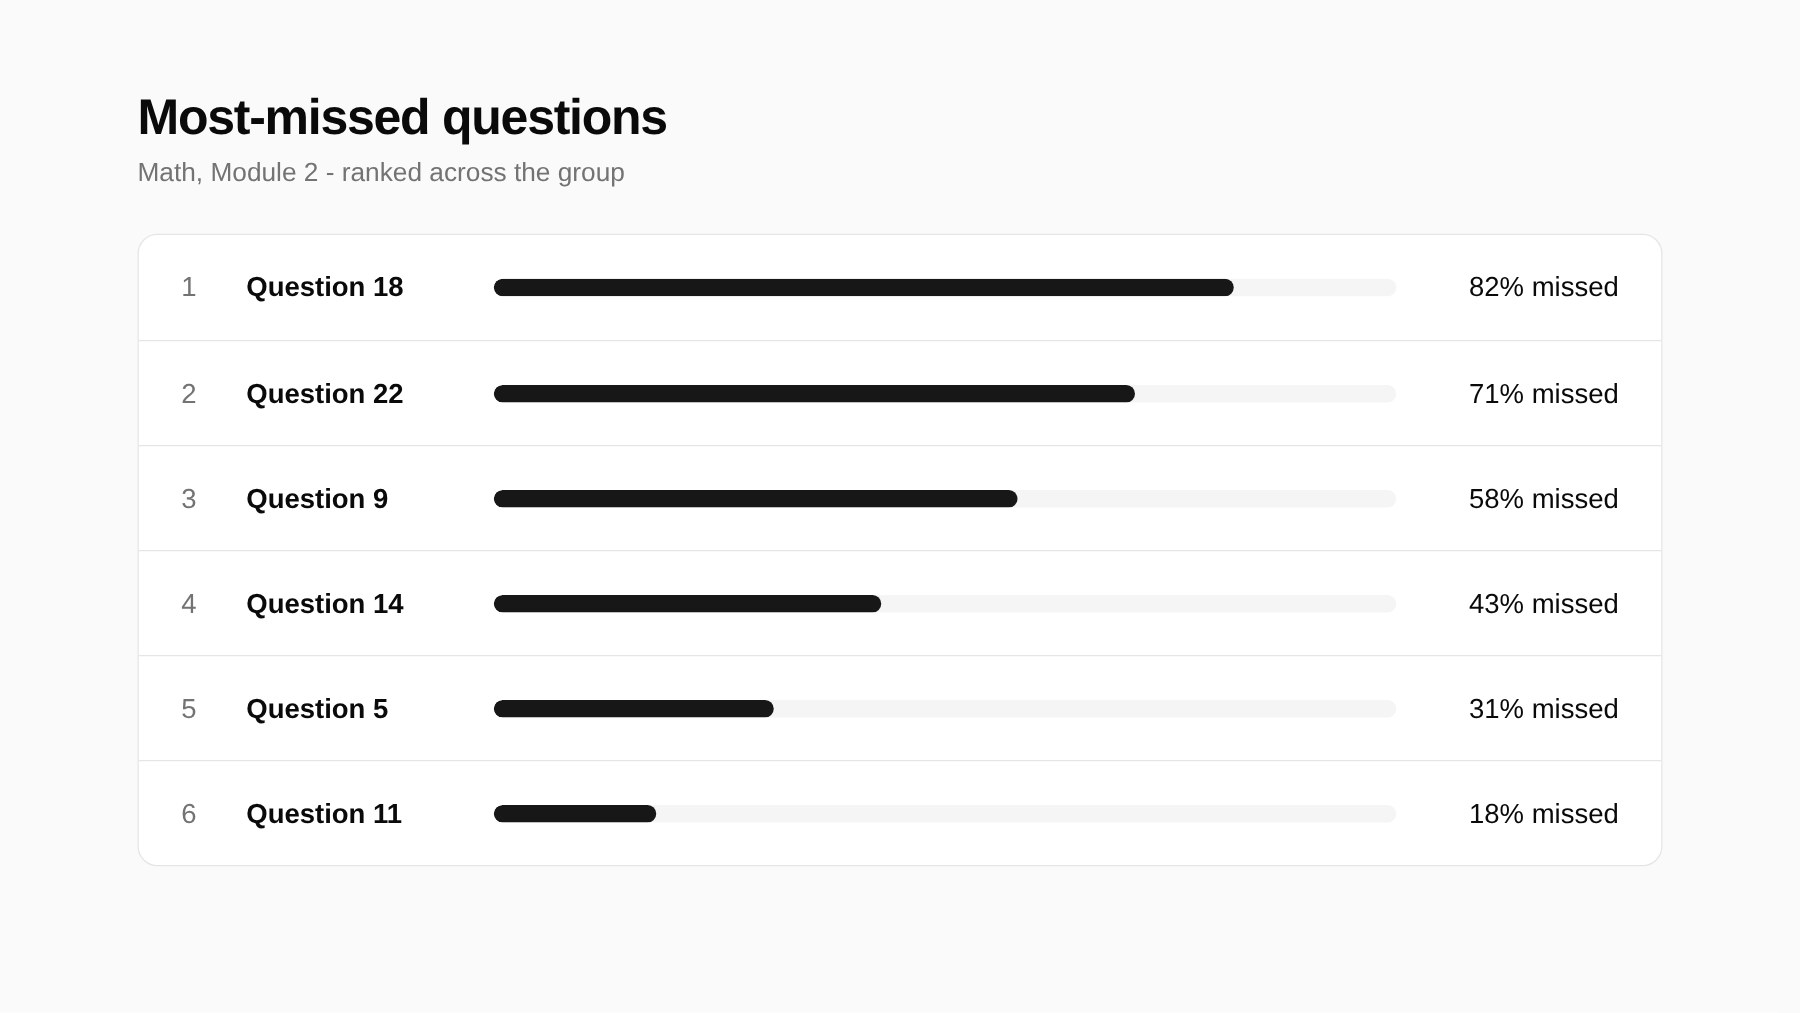 Most-missed questions
Math, Module 2 - ranked across the group
1 Question 18 82% missed
2 Question 22 71% missed
3 Question 9 58% missed
4 Question 14 43% missed
5 Question 5 31% missed
6 Question 11 18% missed